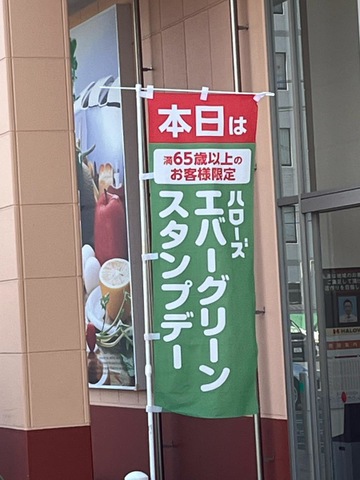 本日は
満65歳以上の
お客様限定
ハローズ
エバーグリーン
スタンプデー
HALOW